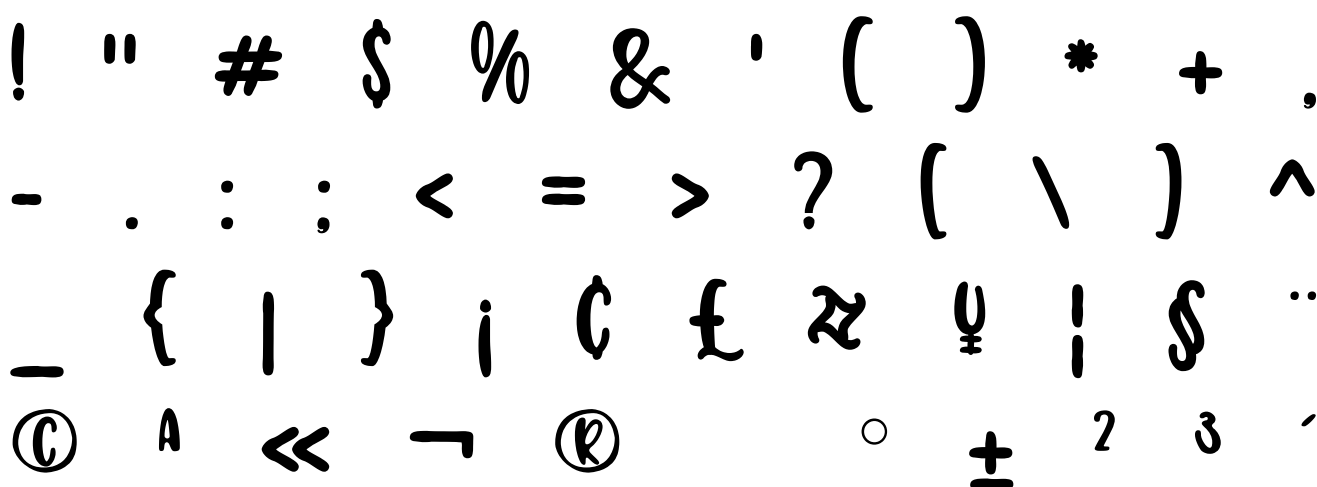 ! " # $ % & ' ( ) * + ,
- . : ; < = > ? ( \ ) ^
_ { | } ¡ ¢ £ ¤ ¥ ¦ § ¨
© ª « ¬ ® ° ± ² ³ ´